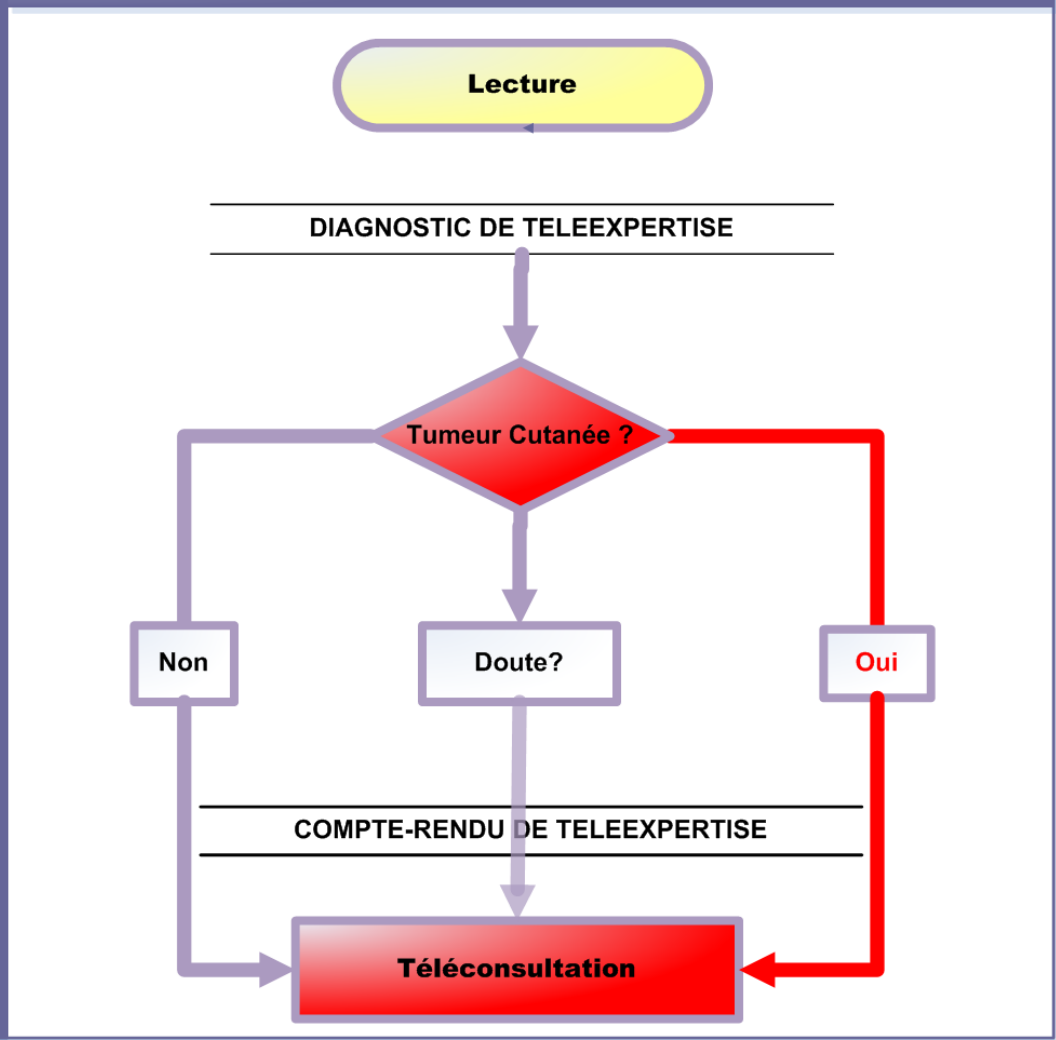 Lecture
DIAGNOSTIC DE TELEEXPERTISE
Tumeur Cutanée ?
Non
Doute?
Oui
COMPTE-RENDU DE TELEEXPERTISE
Téléconsultation